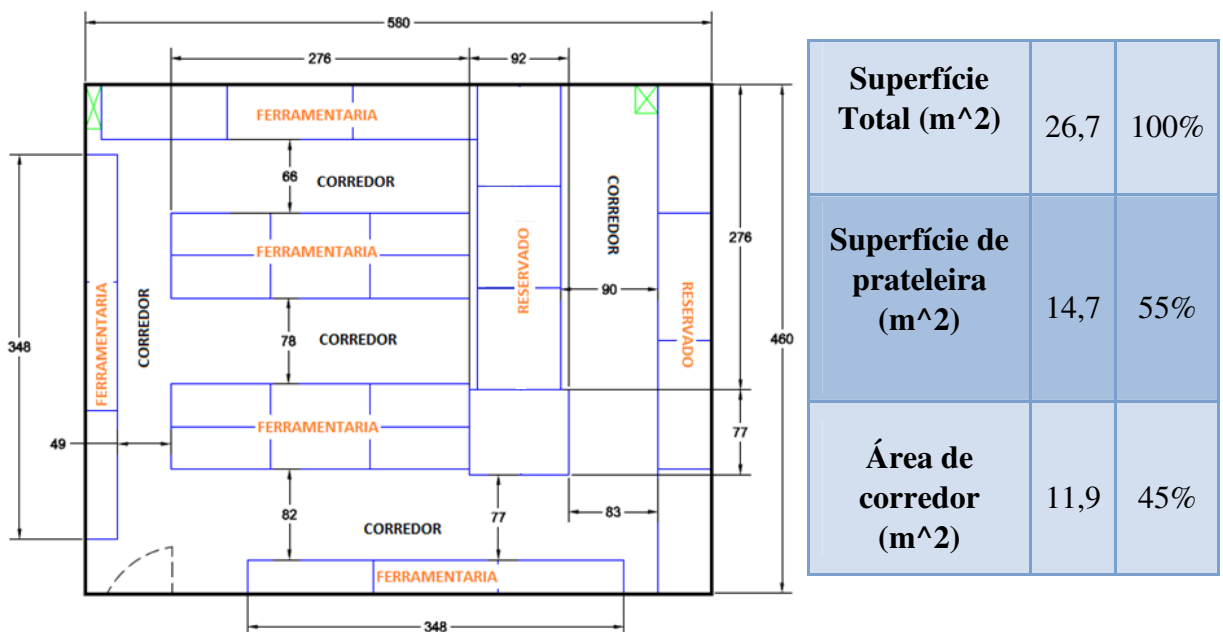 580
276
92
FERRAMENTARIA
66
CORREDOR
CORREDOR
FERRAMENTARIA
RESERVADO
276
90
RESERVADO
FERRAMENTARIA
CORREDOR
78
CORREDOR
460
348
FERRAMENTARIA
77
49
82
CORREDOR
77
83
FERRAMENTARIA
348
Superfície
Total (m^2)
26,7
100%
Superfície de
prateleira
(m^2)
14,7
55%
Área de
corredor
(m^2)
11,9
45%